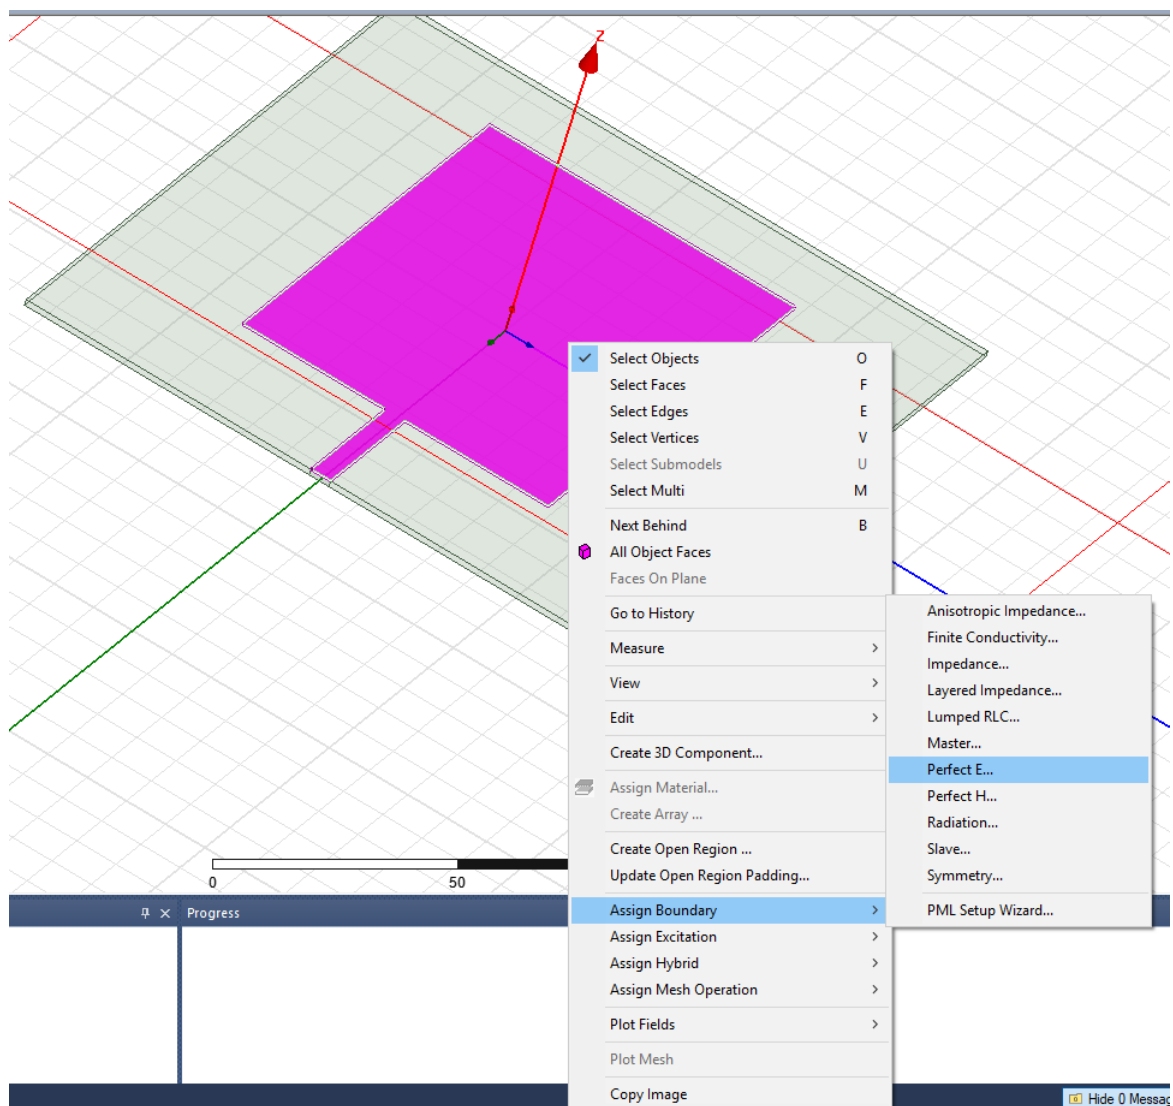 Z
Select Objects O
Select Faces F
Select Edges E
Select Vertices V
Select Submodels U
Select Multi M
Next Behind B
All Object Faces
Faces On Plane
Go to History
Measure
View
Edit
Create 3D Component...
Assign Material...
Create Array ...
Create Open Region ...
Update Open Region Padding...
Assign Boundary
Assign Excitation
Assign Hybrid
Assign Mesh Operation
Plot Fields
Plot Mesh
Copy Image
Anisotropic Impedance...
Finite Conductivity...
Impedance...
Layered Impedance...
Lumped RLC...
Master...
Perfect E...
Perfect H...
Radiation...
Slave...
Symmetry...
PML Setup Wizard...
0 50
Progress
Hide 0 Messag